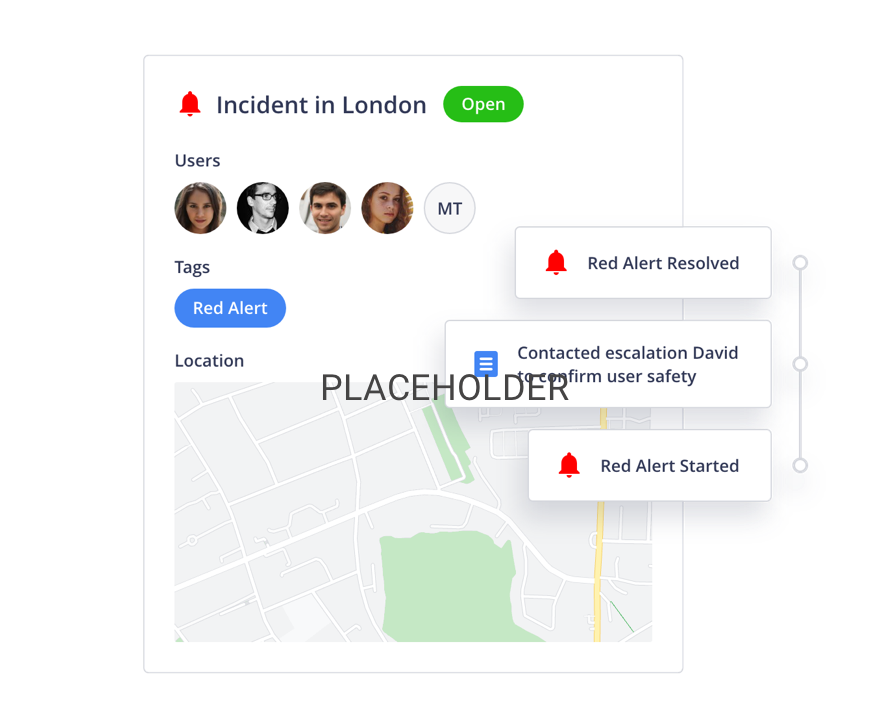 Incident in London
Open
Users
MT
Tags
Red Alert
Location
Red Alert Resolved
Contacted escalation David
to confirm user safety
PLACEHOLDER
Red Alert Started